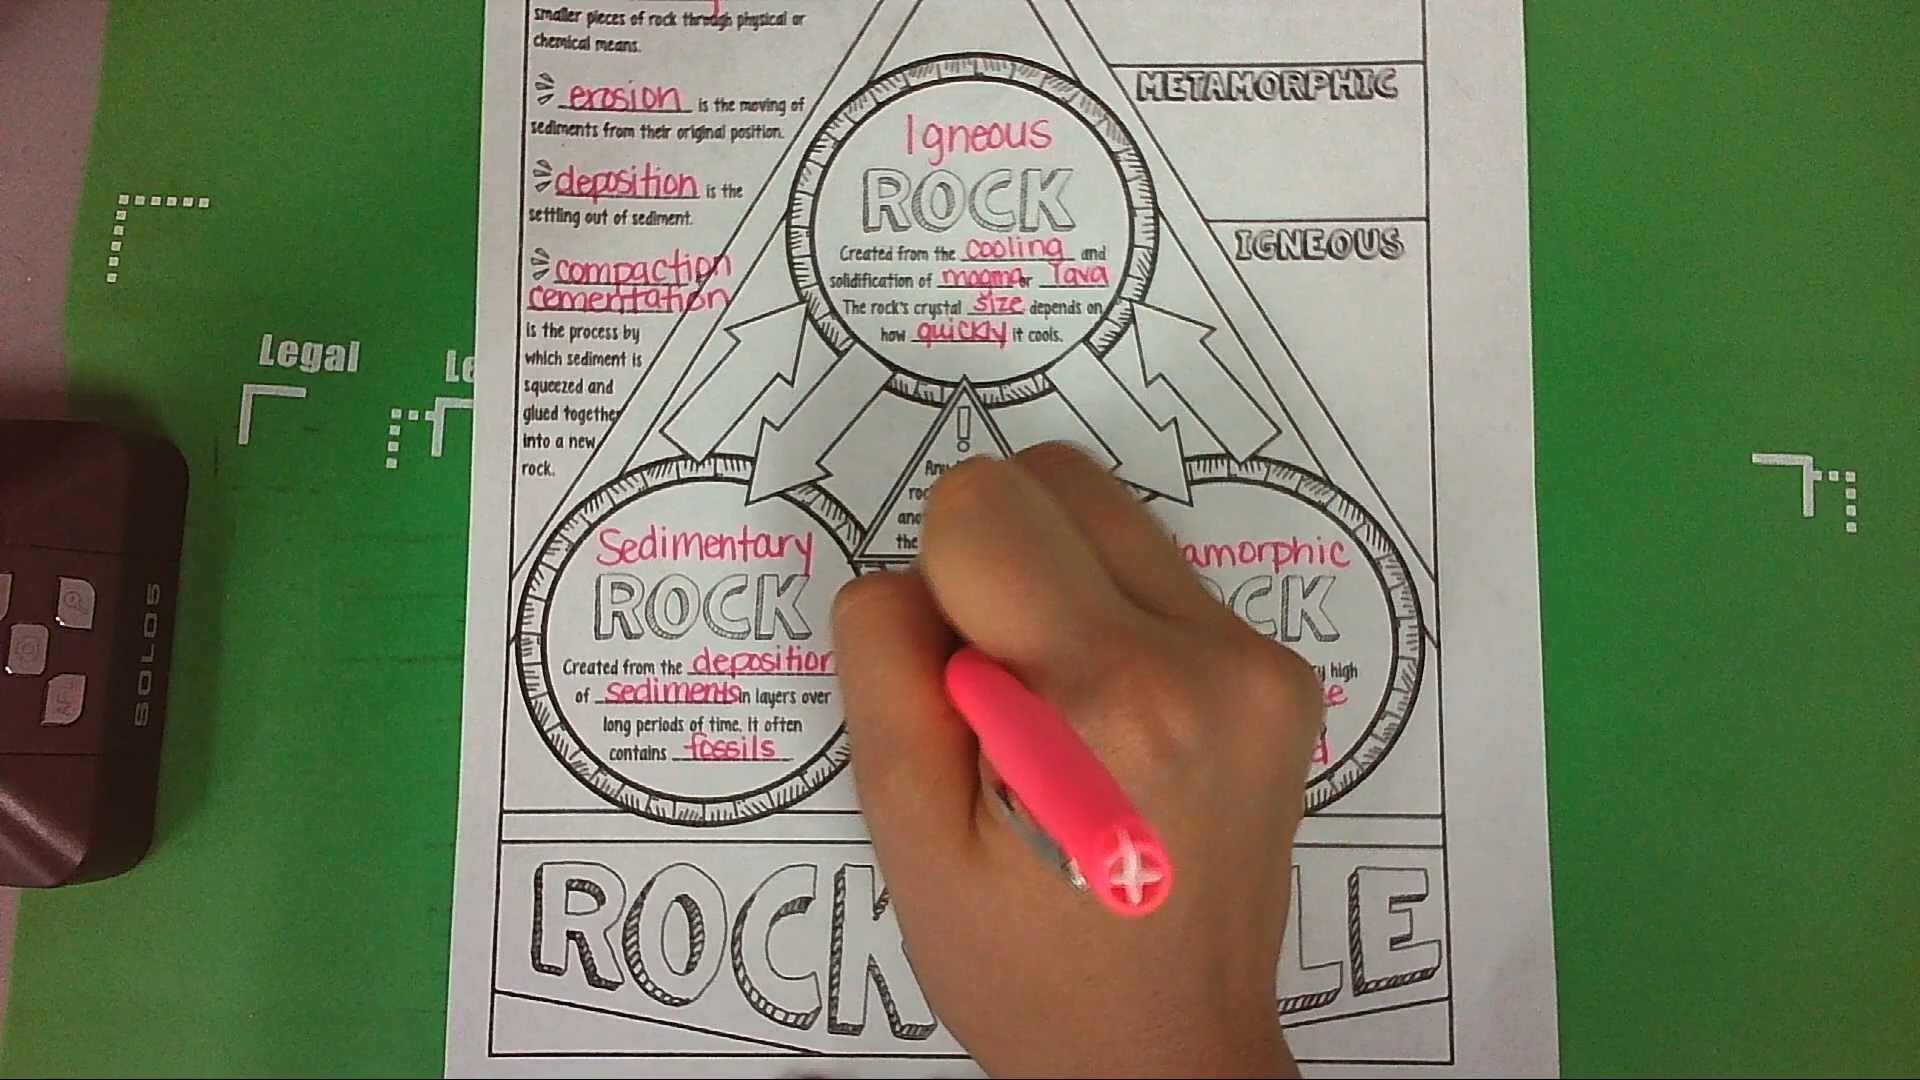 smaller pieces of rock through physical or
chemical means.
erosion is the moving of
sediments from their original position.
deposition is the
settling out of sediment.
compaction
cementation
is the process by
which sediment is
squeezed and
glued together
into a new
rock.
METAMORPHIC
IGNEOUS
Igneous
ROCK
Created from the cooling and
solidification of magma or lava
The rock's crystal size depends on
how quickly it cools.
!
the
Sedimentary
ROCK
Created from the deposition
of sediments in layers over
long periods of time. It often
contains fossils
high
ROCK
Legal
SOLO5
AF